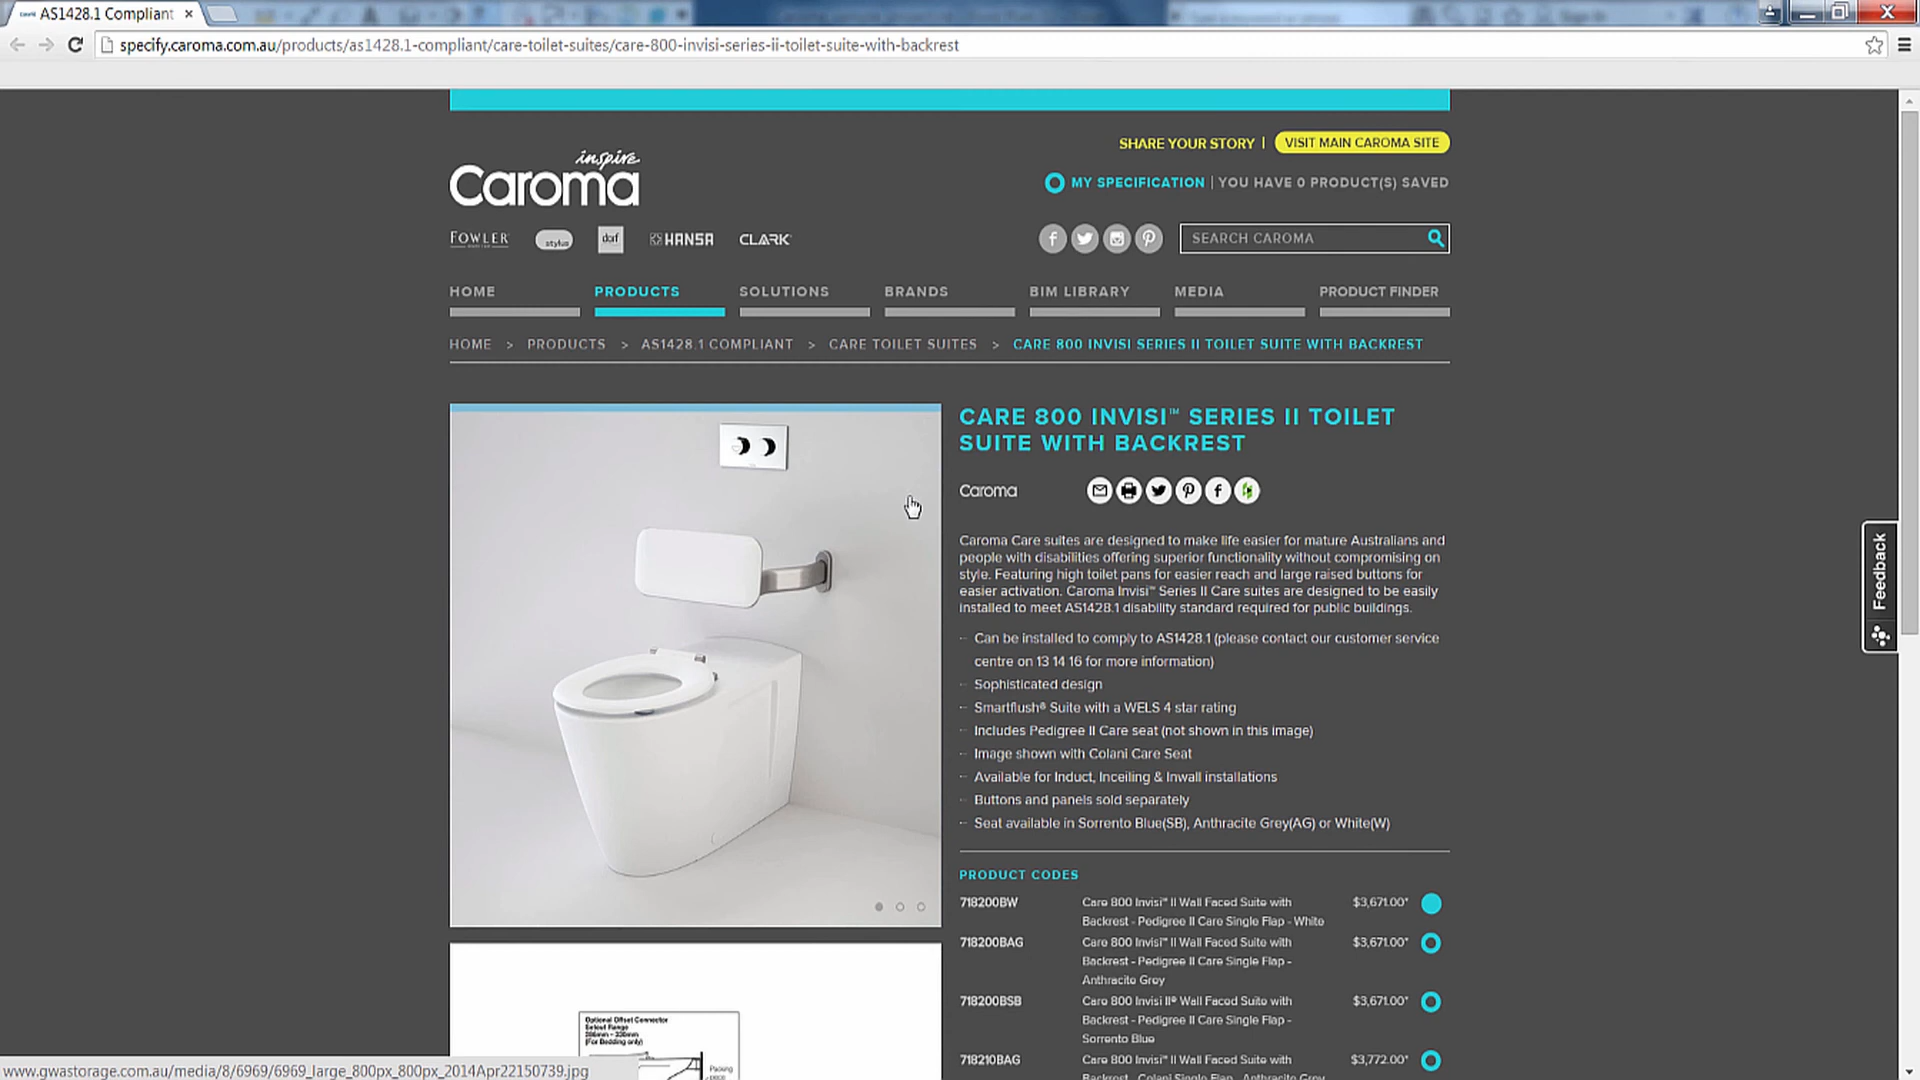 AS1428.1 Compliant
specify.caroma.com.au/products/as1428.1-compliant/care-toilet-suites/care-800-invisi-series-ii-toilet-suite-with-backrest
SHARE YOUR STORY | VISIT MAIN CAROMA SITE
inspire
Caroma
MY SPECIFICATION | YOU HAVE 0 PRODUCT(S) SAVED
FOWLER stylus dorf HANSA CLARK
SEARCH CAROMA
HOME PRODUCTS SOLUTIONS BRANDS BIM LIBRARY MEDIA PRODUCT FINDER
HOME > PRODUCTS > AS1428.1 COMPLIANT > CARE TOILET SUITES > CARE 800 INVISI SERIES II TOILET SUITE WITH BACKREST
CARE 800 INVISI™ SERIES II TOILET
SUITE WITH BACKREST
Caroma
Caroma Care suites are designed to make life easier for mature Australians and
people with disabilities offering superior functionality without compromising on
style. Featuring high toilet pans for easier reach and large raised buttons for
easier activation. Caroma Invisi™ Series II Care suites are designed to be easily
installed to meet AS1428.1 disability standard required for public buildings.
- Can be installed to comply to AS1428.1 (please contact our customer service
centre on 13 14 16 for more information)
- Sophisticated design
- Smartflush® Suite with a WELS 4 star rating
- Includes Pedigree II Care seat (not shown in this image)
- Image shown with Colani Care Seat
- Available for Induct, Inceiling & Inwall installations
- Buttons and panels sold separately
- Seat available in Sorrento Blue(SB), Anthracite Grey(AG) or White(W)
Feedback
PRODUCT CODES
718200BW Care 800 Invisi™ II Wall Faced Suite with $3,671.00*
Backrest - Pedigree II Care Single Flap - White
718200BAG Care 800 Invisi™ II Wall Faced Suite with $3,671.00*
Backrest - Pedigree II Care Single Flap -
Anthracite Grey
718200BSB Care 800 Invisi II® Wall Faced Suite with $3,671.00*
Backrest - Pedigree II Care Single Flap -
Sorrento Blue
718210BAG Care 800 Invisi™ II Wall Faced Suite with $3,772.00*
Backrest - Colani Single Flap - Anthracite Grey
Optional Offset Connector
Setout Range
(For Bedding only)
Packing
www.gwastorage.com.au/media/8/6969/6969_large_800px_800px_2014Apr22150739.jpg